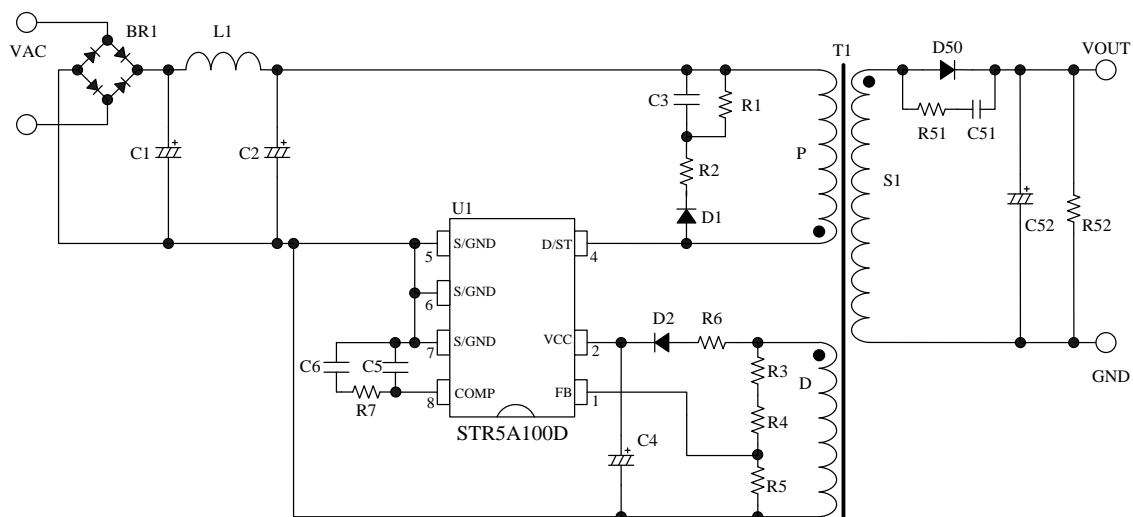 BR1
L1
T1
D50
VOUT
VAC
C3
R1
R51
C51
C1
C2
P
R2
S1
U1
D1
C52
R52
S/GND
D/ST
5
4
S/GND
6
D2
R6
S/GND
VCC
7
2
GND
C6
C5
R3
D
COMP
FB
R7
8
1
R4
STR5A100D
C4
R5